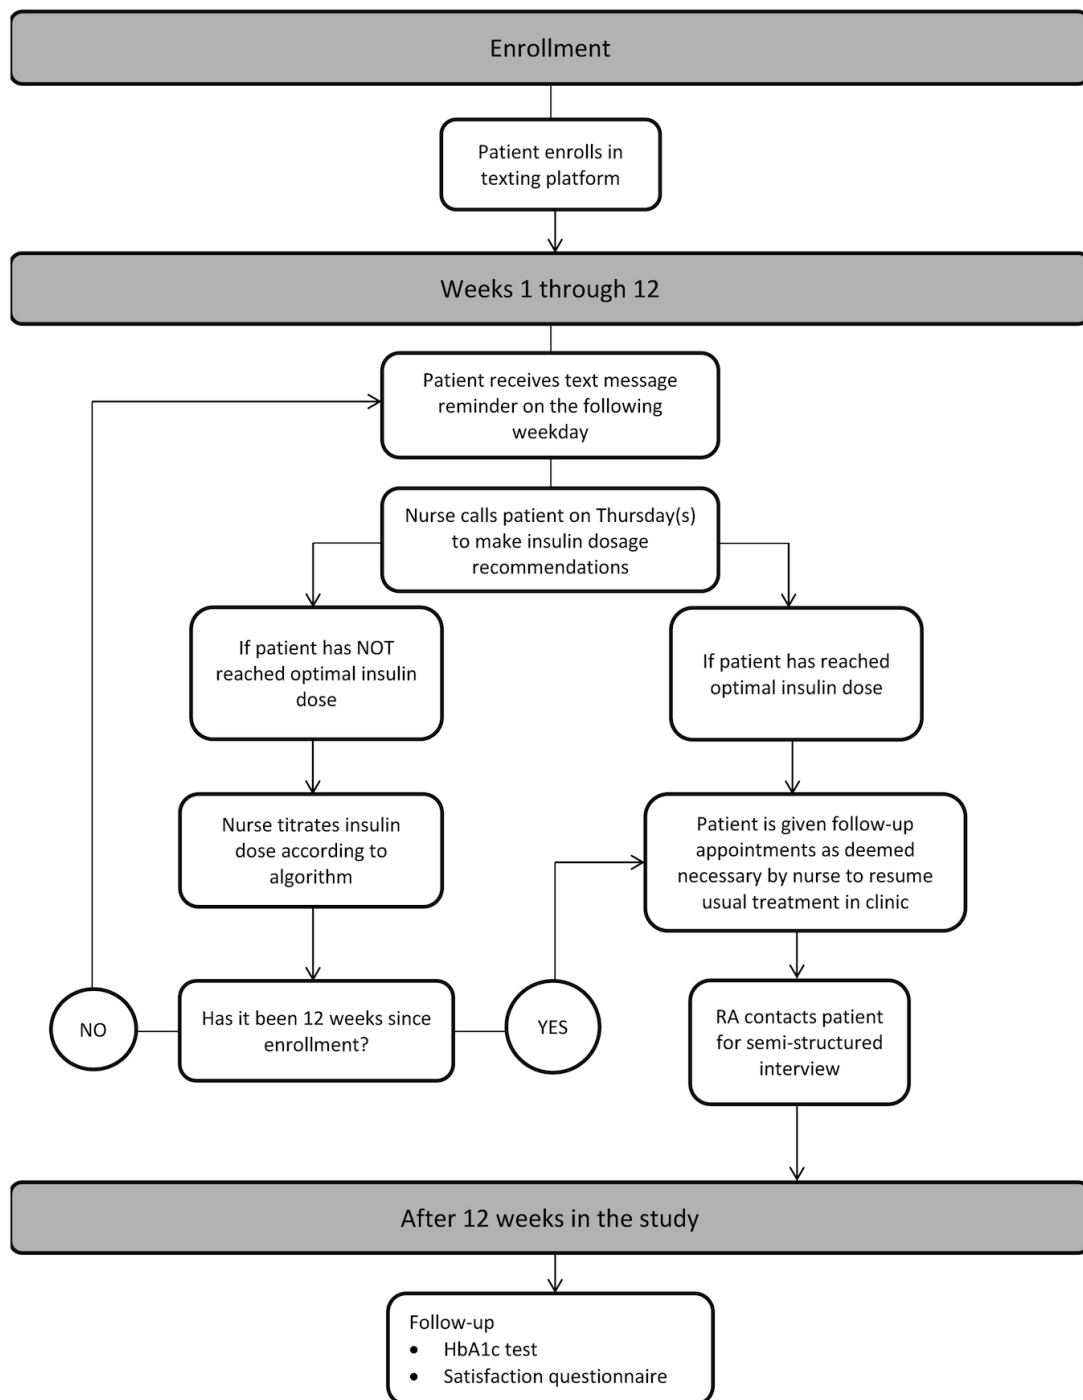 Enrollment
Patient enrolls in
texting platform
Weeks 1 through 12
Patient receives text message
reminder on the following
weekday
Nurse calls patient on Thursday(s)
to make insulin dosage
recommendations
If patient has NOT
reached optimal insulin
dose
If patient has reached
optimal insulin dose
Nurse titrates insulin
dose according to
algorithm
Patient is given follow-up
appointments as deemed
necessary by nurse to resume
usual treatment in clinic
NO
Has it been 12 weeks since
enrollment?
YES
RA contacts patient
for semi-structured
interview
After 12 weeks in the study
Follow-up
• HbA1c test
• Satisfaction questionnaire